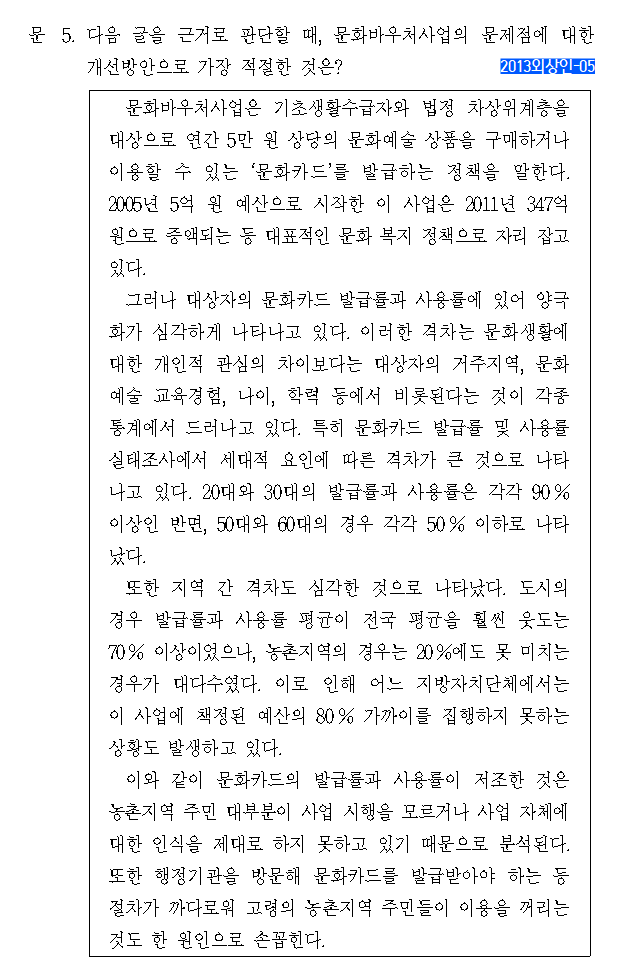 문 5. 다음 글을 근거로 판단할 때, 문화바우처사업의 문제점에 대한
개선방안으로 가장 적절한 것은?
2013외상인-05
문화바우처사업은 기초생활수급자와 법정 차상위계층을
대상으로 연간 5만 원 상당의 문화예술 상품을 구매하거나
이용할 수 있는 ‘문화카드’를 발급하는 정책을 말한다.
2005년 5억 원 예산으로 시작한 이 사업은 2011년 347억
원으로 증액되는 등 대표적인 문화 복지 정책으로 자리 잡고
있다.
그러나 대상자의 문화카드 발급률과 사용률에 있어 양극
화가 심각하게 나타나고 있다. 이러한 격차는 문화생활에
대한 개인적 관심의 차이보다는 대상자의 거주지역, 문화
예술 교육경험, 나이, 학력 등에서 비롯된다는 것이 각종
통계에서 드러나고 있다. 특히 문화카드 발급률 및 사용률
실태조사에서 세대적 요인에 따른 격차가 큰 것으로 나타
나고 있다. 20대와 30대의 발급률과 사용률은 각각 90%
이상인 반면, 50대와 60대의 경우 각각 50% 이하로 나타
났다.
또한 지역 간 격차도 심각한 것으로 나타났다. 도시의
경우 발급률과 사용률 평균이 전국 평균을 훨씬 웃도는
70% 이상이었으나, 농촌지역의 경우는 20%에도 못 미치는
경우가 대다수였다. 이로 인해 어느 지방자치단체에서는
이 사업에 책정된 예산의 80% 가까이를 집행하지 못하는
상황도 발생하고 있다.
이와 같이 문화카드의 발급률과 사용률이 저조한 것은
농촌지역 주민 대부분이 사업 시행을 모르거나 사업 자체에
대한 인식을 제대로 하지 못하고 있기 때문으로 분석된다.
또한 행정기관을 방문해 문화카드를 발급받아야 하는 등
절차가 까다로워 고령의 농촌지역 주민들이 이용을 꺼리는
것도 한 원인으로 손꼽힌다.